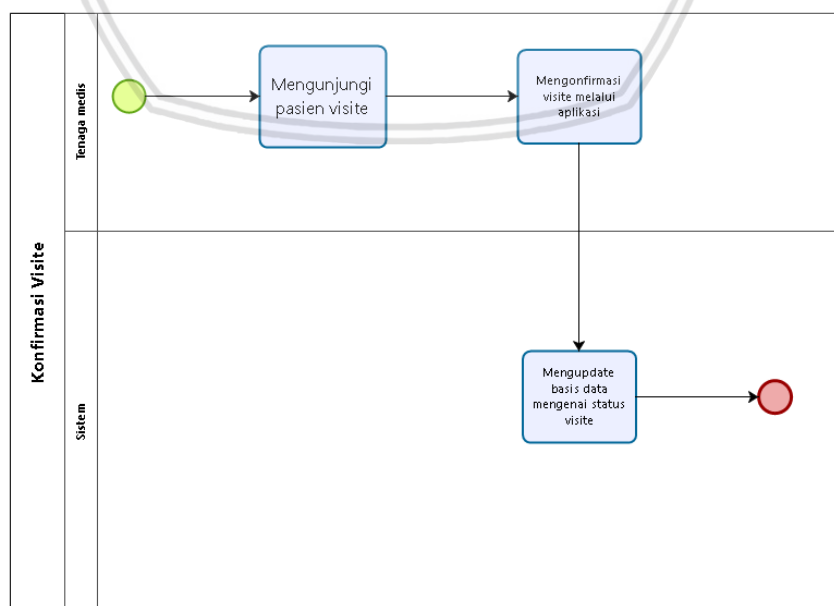 Konfirmasi Visite
Tenaga medis
Mengunjungi
pasien visite
Mengonfirmasi
visite melalui
aplikasi
Sistem
Mengupdate
basis data
mengenai status
visite